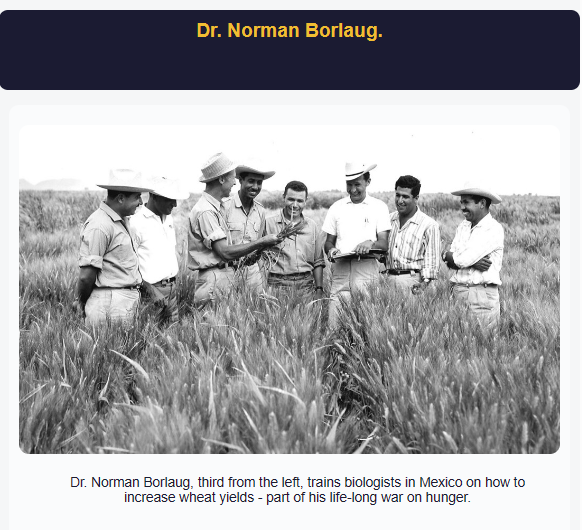 Dr. Norman Borlaug.
Dr. Norman Borlaug, third from the left, trains biologists in Mexico on how to
increase wheat yields - part of his life-long war on hunger.